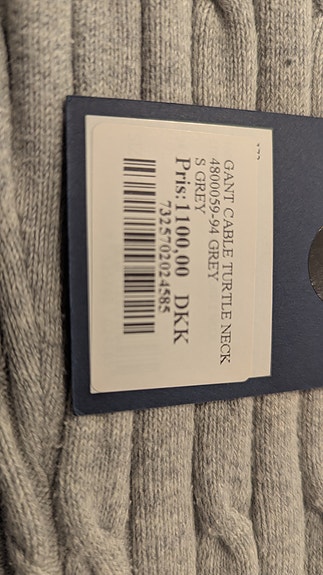 GANT CABLE TURTLE NECK
4800059-94 GREY
S GREY
Pris:1100,00 DKK
7325702024585